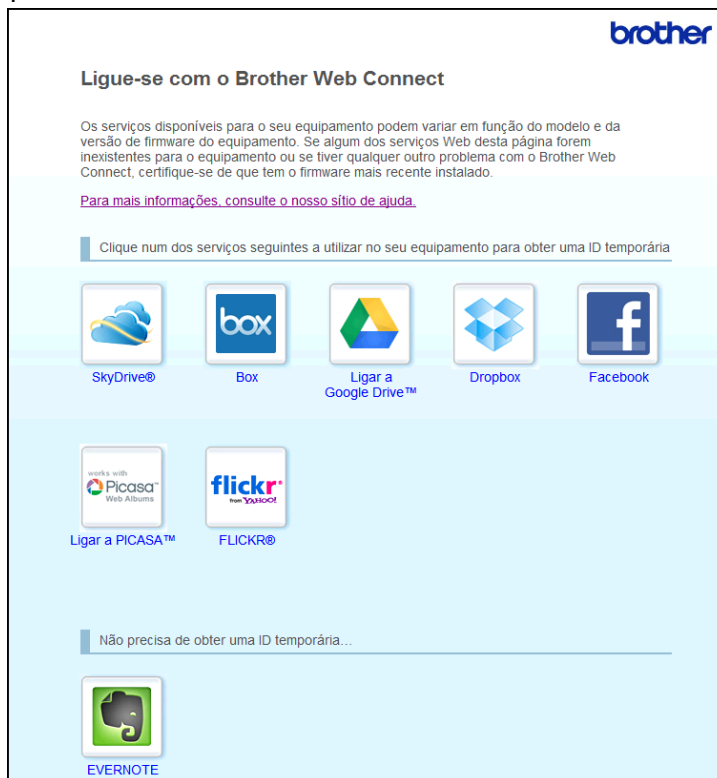 brother
Ligue-se com o Brother Web Connect
Os serviços disponíveis para o seu equipamento podem variar em função do modelo e da
versão de firmware do equipamento. Se algum dos serviços Web desta página forem
inexistentes para o equipamento ou se tiver qualquer outro problema com o Brother Web
Connect, certifique-se de que tem o firmware mais recente instalado.
Para mais informações, consulte o nosso sítio de ajuda.
Clique num dos serviços seguintes a utilizar no seu equipamento para obter uma ID temporária
box
f
SkyDrive®
Box
Ligar a
Google Drive™
Dropbox
Facebook
works with
Picasa™
Web Albums
flickr
from YAHOO!
Ligar a PICASA™
FLICKR®
Não precisa de obter uma ID temporária...
EVERNOTE